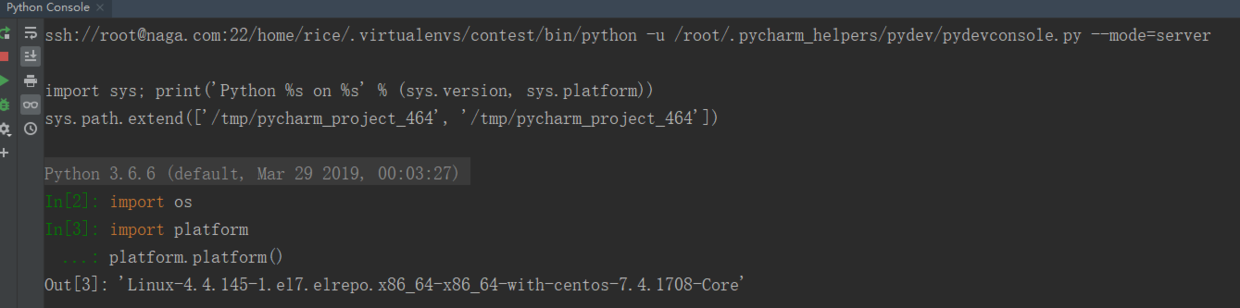 Python Console
ssh://root@naga.com:22/home/rice/.virtualenvs/contest/bin/python -u /root/.pycharm_helpers/pydev/pydevconsole.py --mode=server
import sys; print('Python %s on %s' % (sys.version, sys.platform))
sys.path.extend(['/tmp/pycharm_project_464', '/tmp/pycharm_project_464'])
Python 3.6.6 (default, Mar 29 2019, 00:03:27)
In[2]: import os
In[3]: import platform
...: platform.platform()
Out[3]: 'Linux-4.4.145-1.el7.elrepo.x86_64-x86_64-with-centos-7.4.1708-Core'